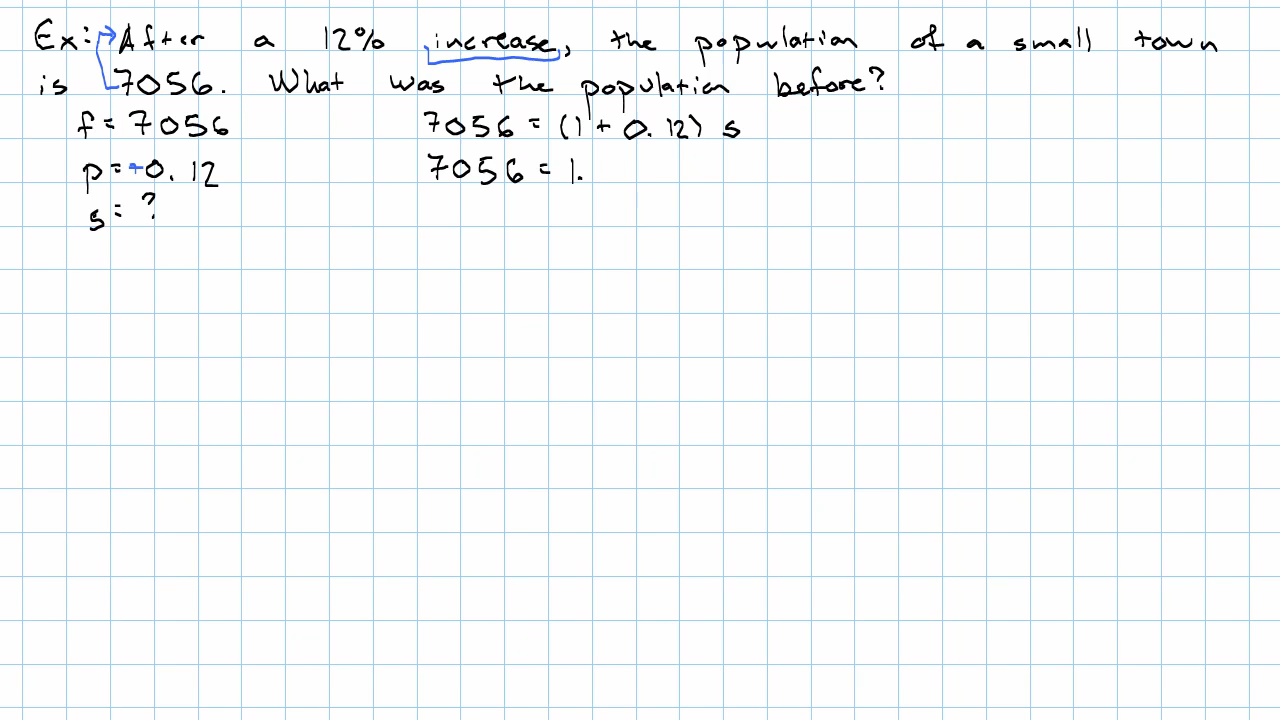 Ex: After a 12% increase, the population of a small town
is 7056. What was the population before?
f = 7056
p = +0.12
s = ?
7056 = (1 + 0.12) s
7056 = 1.